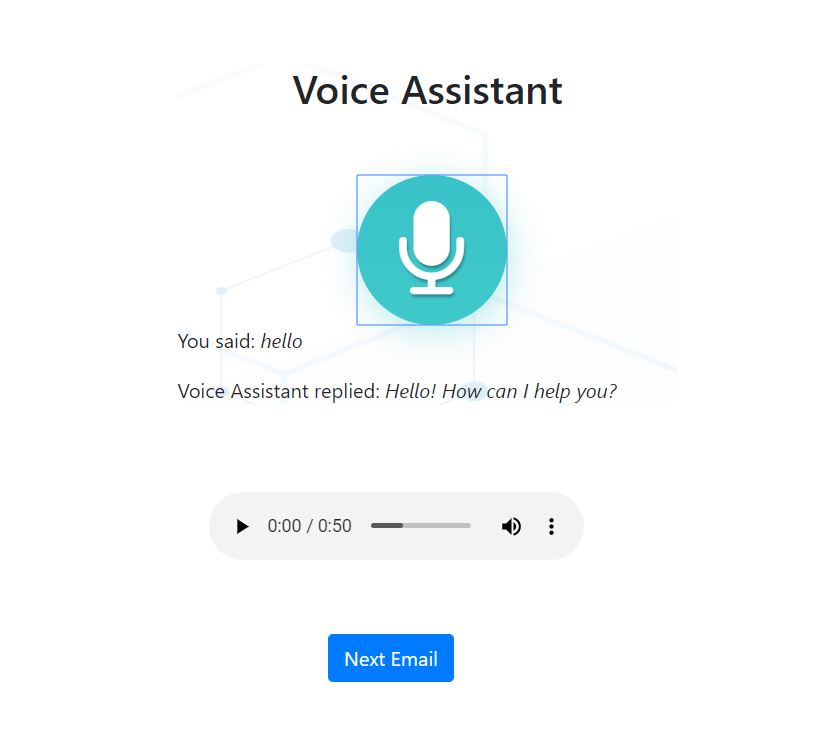 Voice Assistant
You said: hello
Voice Assistant replied: Hello! How can I help you?
0:00 / 0:50
Next Email